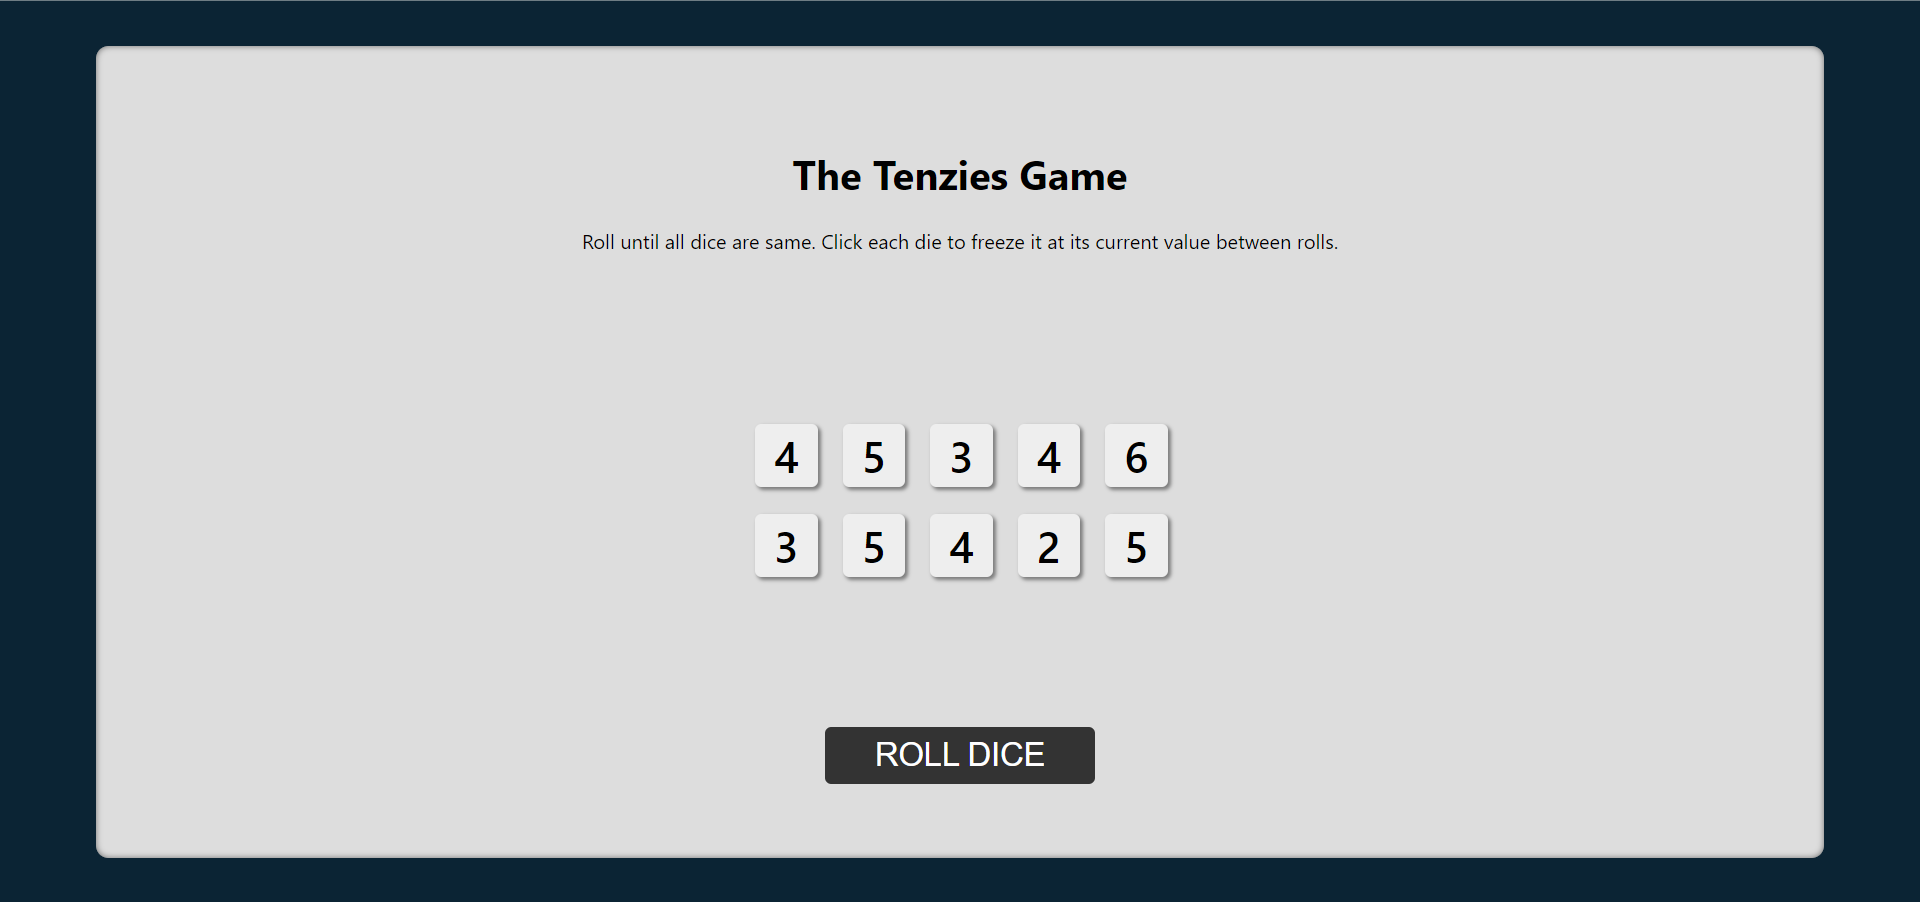 The Tenzies Game
Roll until all dice are same. Click each die to freeze it at its current value between rolls.
4 5 3 4 6
3 5 4 2 5
ROLL DICE